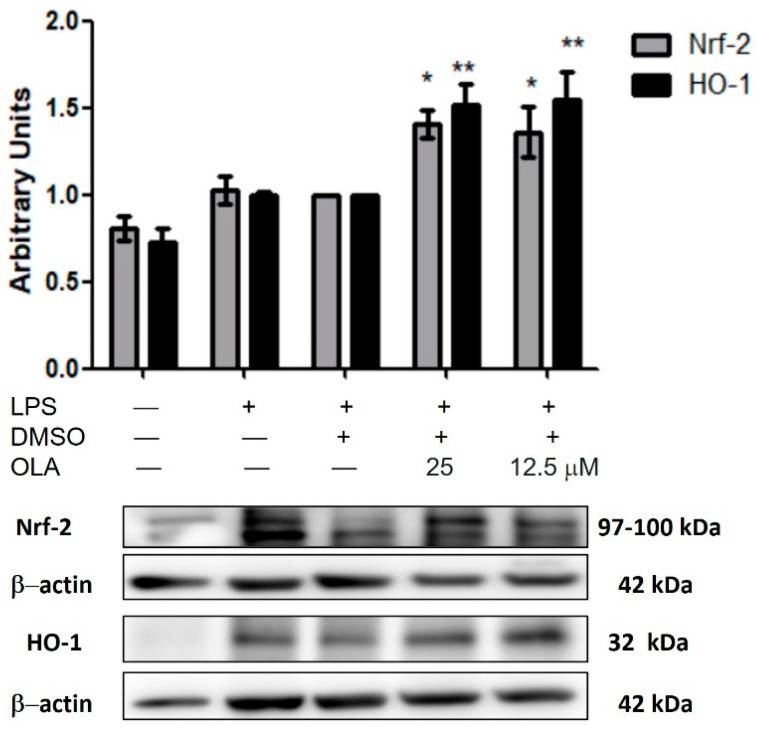 2.0
1.5
1.0
0.5
0.0
Arbitrary Units
Nrf-2
HO-1
* ** * **
LPS — + + + +
DMSO — — + + +
OLA — — — 25 12.5 μM
Nrf-2 97-100 kDa
β–actin 42 kDa
HO-1 32 kDa
β–actin 42 kDa